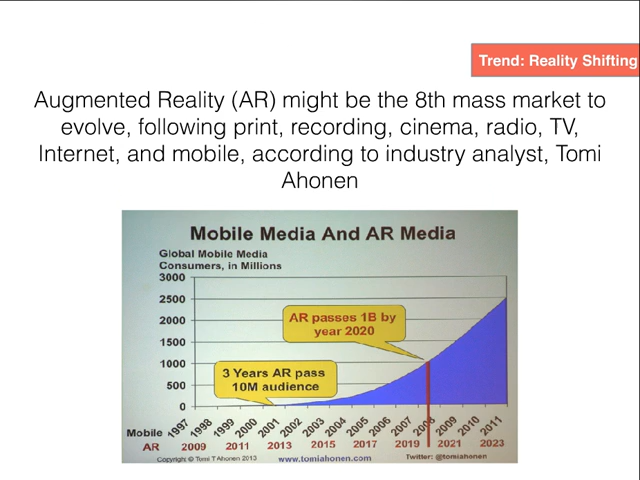 Trend: Reality Shifting
Augmented Reality (AR) might be the 8th mass market to
evolve, following print, recording, cinema, radio, TV,
Internet, and mobile, according to industry analyst, Tomi
Ahonen
Mobile Media And AR Media
Global Mobile Media
Consumers, in Millions
3000
2500
2000
1500
1000
500
0
AR passes 1B by
year 2020
3 Years AR pass
10M audience
Mobile 1997 1998 1999 2000 2001 2002 2003 2004 2005 2006 2007 2008 2009 2010 2011
AR 2009 2011 2013 2015 2017 2019 2021 2023
Copyright © Tomi T Ahonen 2013 www.tomiahonen.com Twitter: @tomiahonen